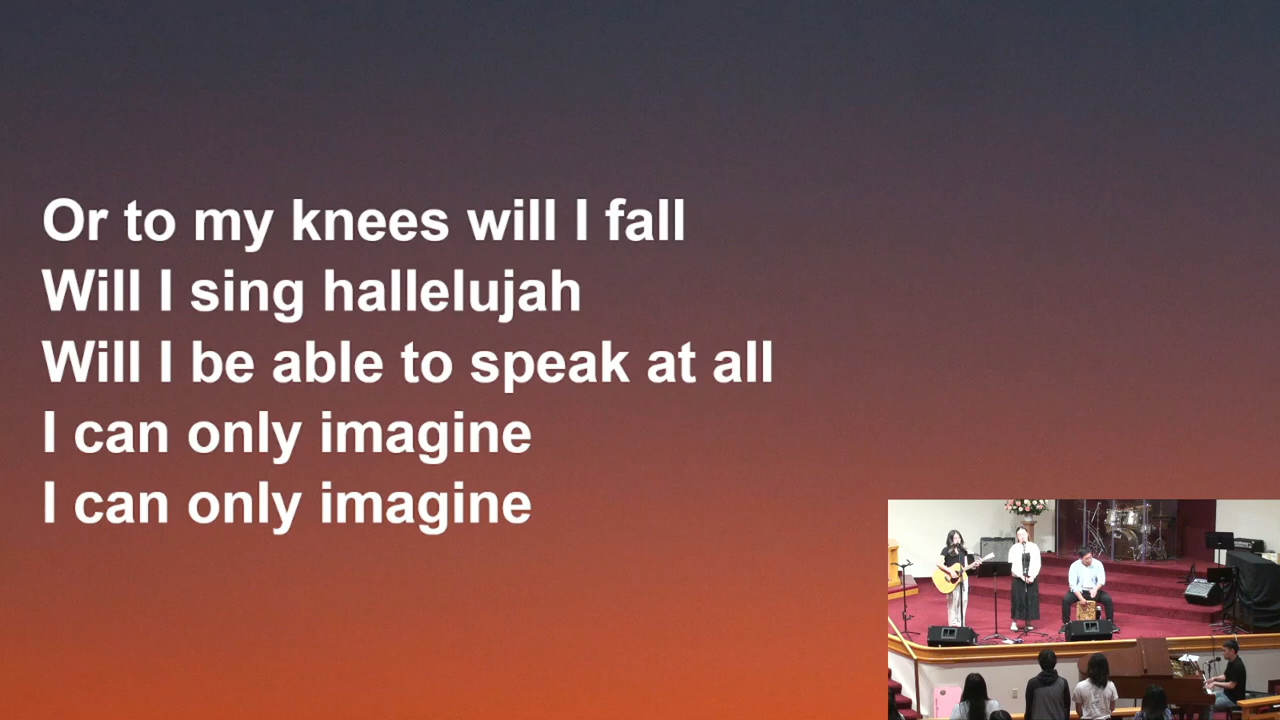 Or to my knees will I fall
Will I sing hallelujah
Will I be able to speak at all
I can only imagine
I can only imagine